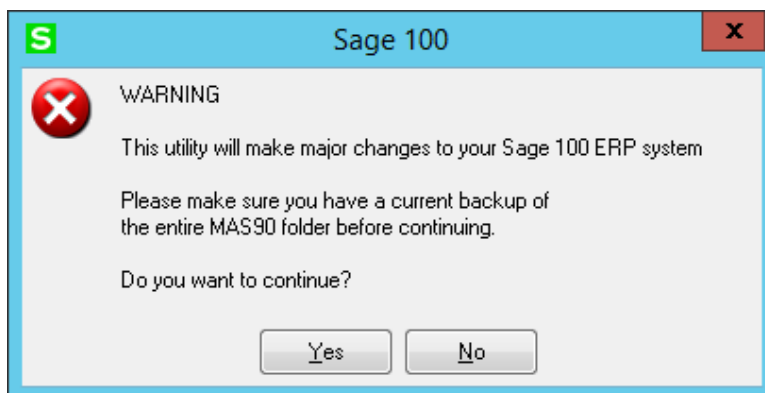 S
Sage 100
x
WARNING
This utility will make major changes to your Sage 100 ERP system
Please make sure you have a current backup of
the entire MAS90 folder before continuing.
Do you want to continue?
Yes
No